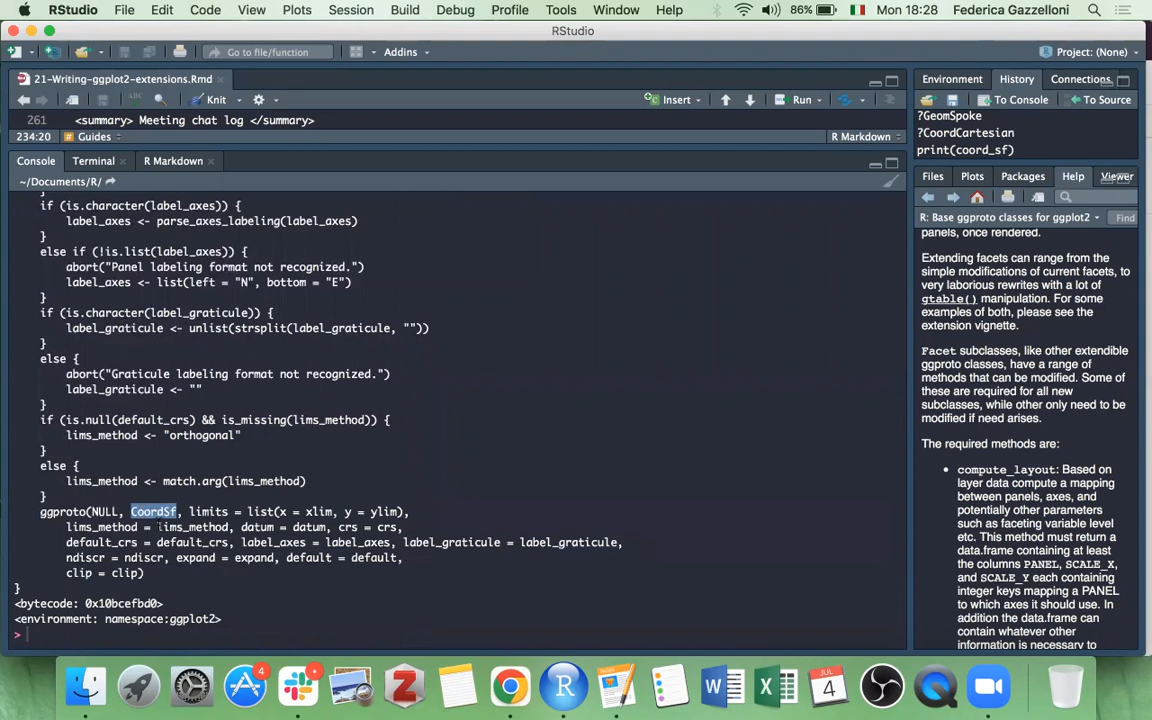 RStudio File Edit Code View Plots Session Build Debug Profile Tools Window Help 86% Mon 18:28 Federica Gazzelloni
RStudio
Go to file/function Addins Project: (None)
21-Writing-ggplot2-extensions.Rmd
Knit Insert Run
261 <summary> Meeting chat log </summary>
234:20 # Guides R Markdown
Console Terminal R Markdown
~/Documents/R/
}
if (is.character(label_axes)) {
label_axes <- parse_axes_labeling(label_axes)
}
else if (!is.list(label_axes)) {
abort("Panel labeling format not recognized.")
label_axes <- list(left = "N", bottom = "E")
}
if (is.character(label_graticule)) {
label_graticule <- unlist(strsplit(label_graticule, ""))
}
else {
abort("Graticule labeling format not recognized.")
label_graticule <- ""
}
if (is.null(default_crs) && is_missing(lims_method)) {
lims_method <- "orthogonal"
}
else {
lims_method <- match.arg(lims_method)
}
ggproto(NULL, CoordSf, limits = list(x = xlim, y = ylim),
lims_method = lims_method, datum = datum, crs = crs,
default_crs = default_crs, label_axes = label_axes, label_graticule = label_graticule,
ndiscr = ndiscr, expand = expand, default = default,
clip = clip)
}
<bytecode: 0x10bcefbd0>
<environment: namespace:ggplot2>
>
Environment History Connections
To Console To Source
?GeomSpoke
?CoordCartesian
print(coord_sf)
Files Plots Packages Help Viewer
R: Base ggproto classes for ggplot2 Find
panels, once rendered.
Extending facets can range from the
simple modifications of current facets, to
very laborious rewrites with a lot of
gtable() manipulation. For some
examples of both, please see the
extension vignette.
Facet subclasses, like other extendible
ggproto classes, have a range of
methods that can be modified. Some of
these are required for all new
subclasses, while other only need to be
modified if need arises.
The required methods are:
• compute_layout: Based on
layer data compute a mapping
between panels, axes, and
potentially other parameters
such as faceting variable level
etc. This method must return a
data.frame containing at least
the columns PANEL, SCALE_X,
and SCALE_Y each containing
integer keys mapping a PANEL
to which axes it should use. In
addition the data.frame can
contain whatever other
information is necessary to
4
JUL
4